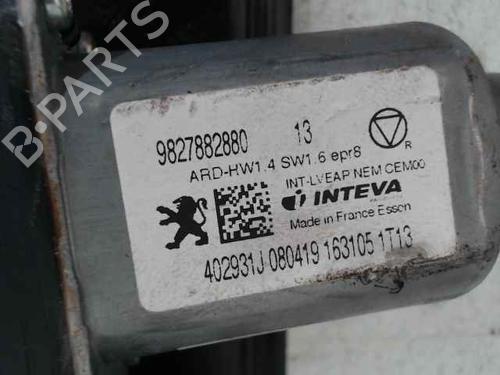 B-PARTS
9827882880 13
ARD-HW1.4 SW1.6 epr8
R
INT-LVEAP NEM CEM00
INTEVA
Made in France Essen
402931J 080419 163105 1T13